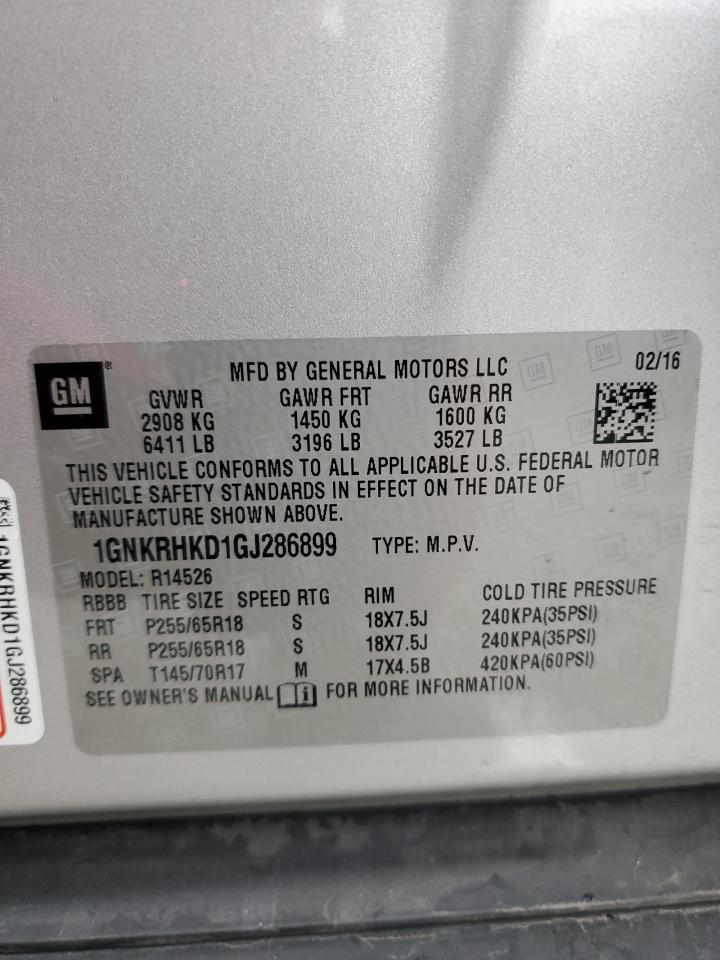 GM
®
MFD BY GENERAL MOTORS LLC 02/16
GVWR GAWR FRT GAWR RR
2908 KG 1450 KG 1600 KG
6411 LB 3196 LB 3527 LB
THIS VEHICLE CONFORMS TO ALL APPLICABLE U.S. FEDERAL MOTOR
VEHICLE SAFETY STANDARDS IN EFFECT ON THE DATE OF
MANUFACTURE SHOWN ABOVE.
1GNKRHKD1GJ286899 TYPE: M.P.V.
MODEL: R14526
RBBB TIRE SIZE SPEED RTG RIM COLD TIRE PRESSURE
FRT P255/65R18 S 18X7.5J 240KPA(35PSI)
RR P255/65R18 S 18X7.5J 240KPA(35PSI)
SPA T145/70R17 M 17X4.5B 420KPA(60PSI)
SEE OWNER'S MANUAL i FOR MORE INFORMATION.
1GNKRHKD1GJ286899